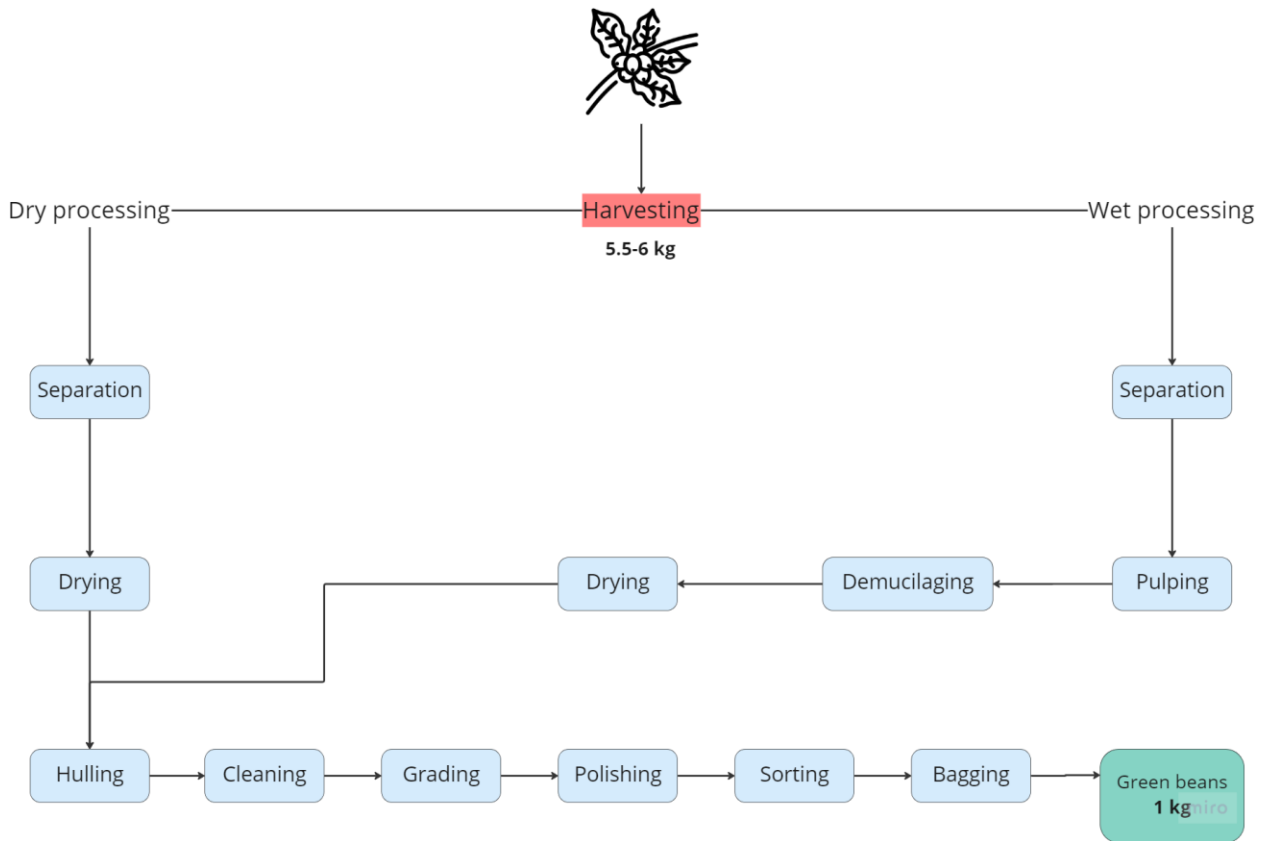 Dry processing
Harvesting
Wet processing
5.5-6 kg
Separation
Separation
Drying
Drying
Demucilaging
Pulping
Hulling
Cleaning
Grading
Polishing
Sorting
Bagging
Green beans
1 kg
miro